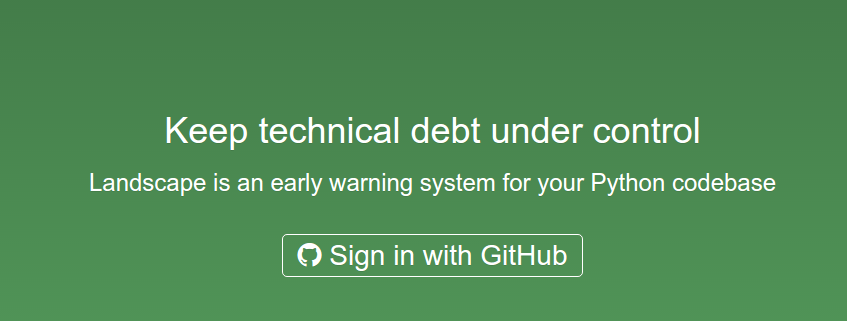 Keep technical debt under control
Landscape is an early warning system for your Python codebase
Sign in with GitHub